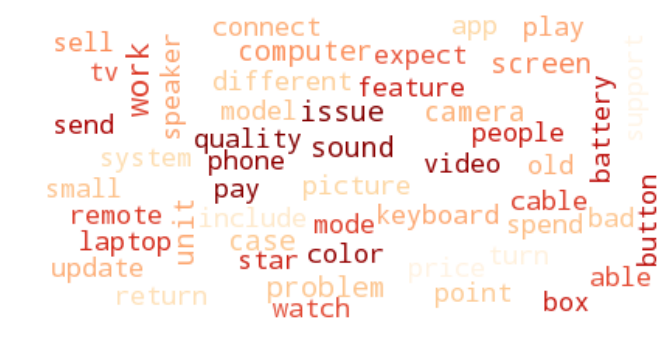 connect app play
sell
work
speaker
computer expect
tv
screen
support
different feature
battery
model issue camera
send
quality sound people
system phone video old
small pay picture
remote include mode keyboard cable
button
unit
laptop case spend bad
star color
update price turn
able
return problem point box
watch